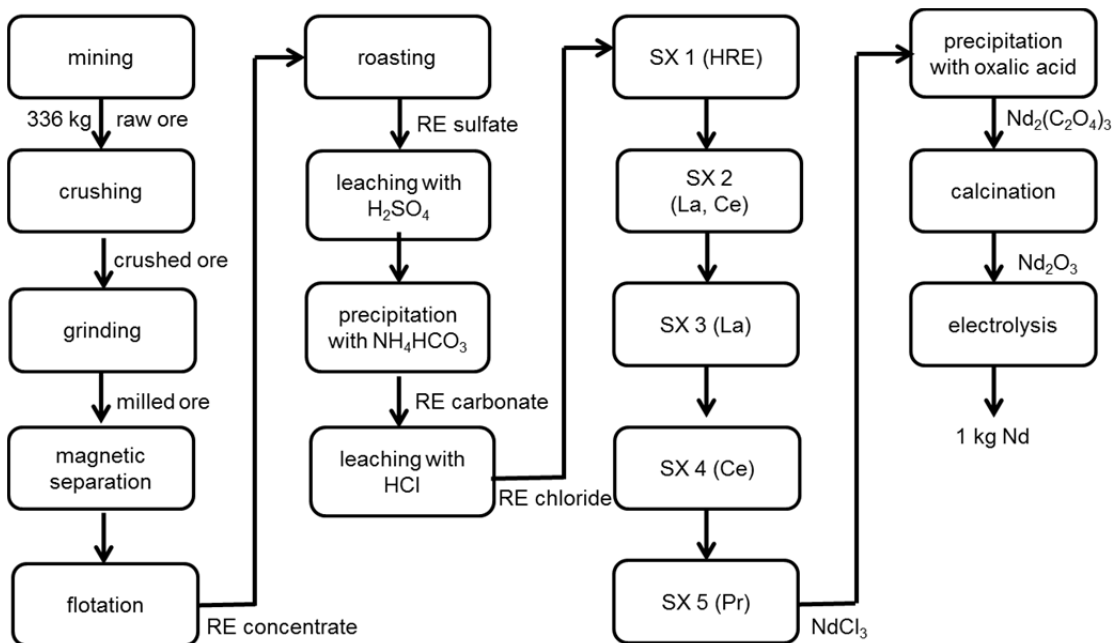 mining
336 kg raw ore
crushing
crushed ore
grinding
milled ore
magnetic
separation
flotation
RE concentrate
roasting
RE sulfate
leaching with
H₂SO₄
precipitation
with NH₄HCO₃
RE carbonate
leaching with
HCl
RE chloride
SX 1 (HRE)
SX 2
(La, Ce)
SX 3 (La)
SX 4 (Ce)
SX 5 (Pr)
NdCl₃
precipitation
with oxalic acid
Nd₂(C₂O₄)₃
calcination
Nd₂O₃
electrolysis
1 kg Nd